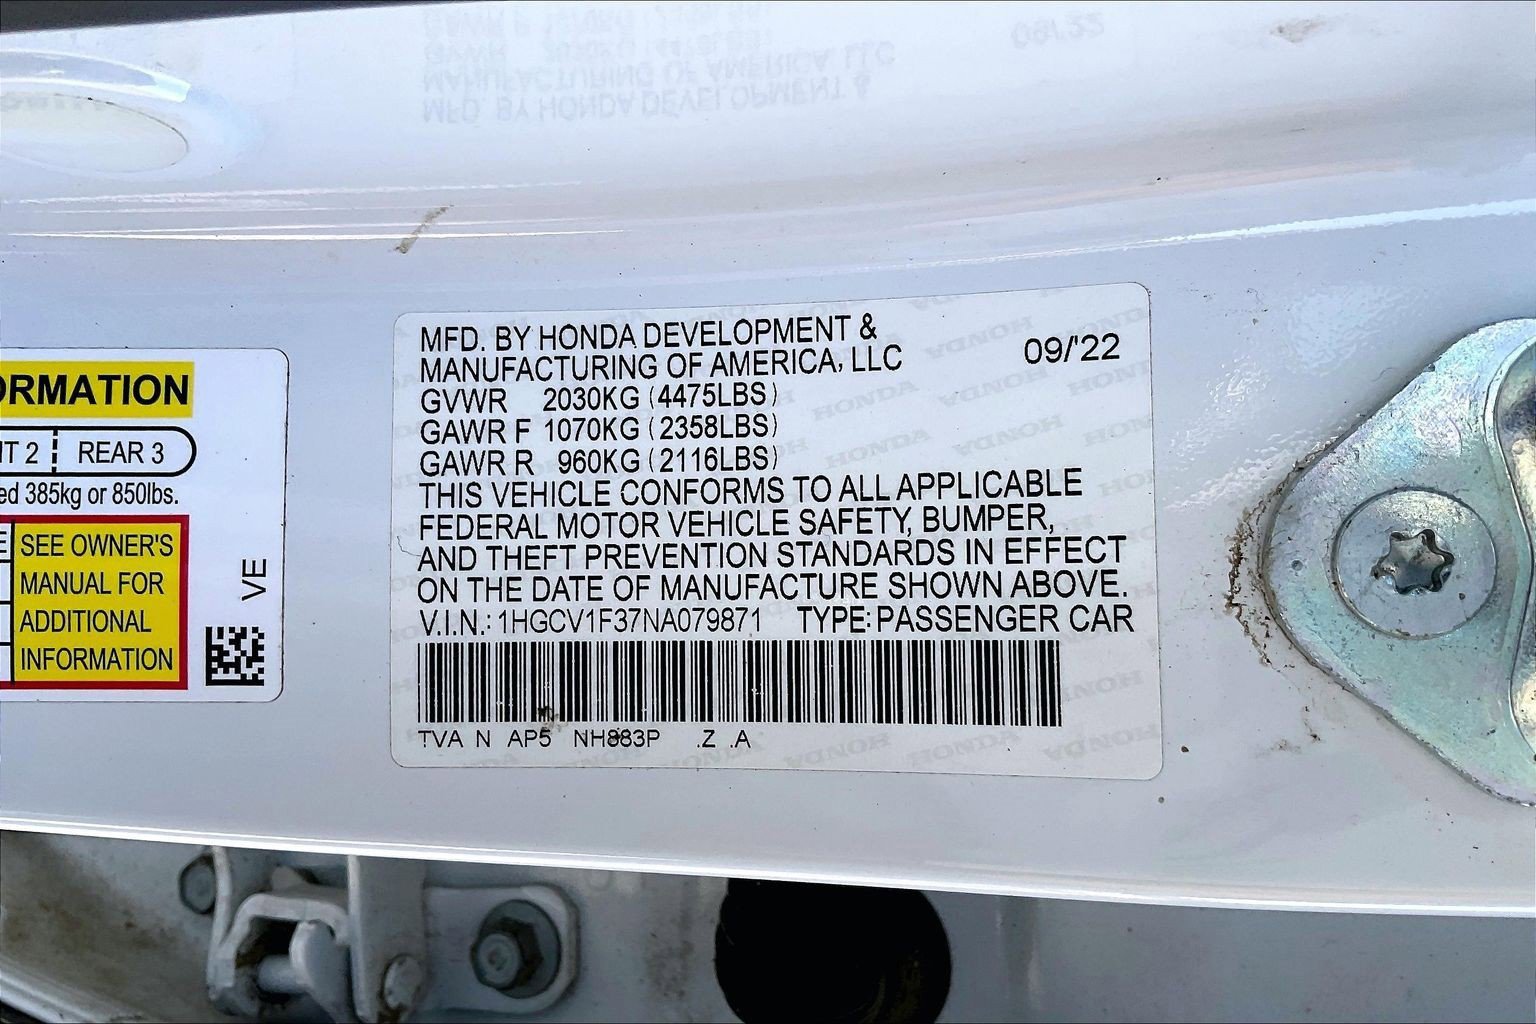 ORMATION
T 2 REAR 3
ed 385kg or 850lbs.
E
SEE OWNER'S
MANUAL FOR
ADDITIONAL
INFORMATION
VE
MFD. BY HONDA DEVELOPMENT &
MANUFACTURING OF AMERICA, LLC 09/'22
GVWR 2030KG (4475LBS)
GAWR F 1070KG (2358LBS)
GAWR R 960KG (2116LBS)
THIS VEHICLE CONFORMS TO ALL APPLICABLE
FEDERAL MOTOR VEHICLE SAFETY, BUMPER,
AND THEFT PREVENTION STANDARDS IN EFFECT
ON THE DATE OF MANUFACTURE SHOWN ABOVE.
V.I.N.: 1HGCV1F37NA079871 TYPE: PASSENGER CAR
TVA N AP5 NH883P .Z .A